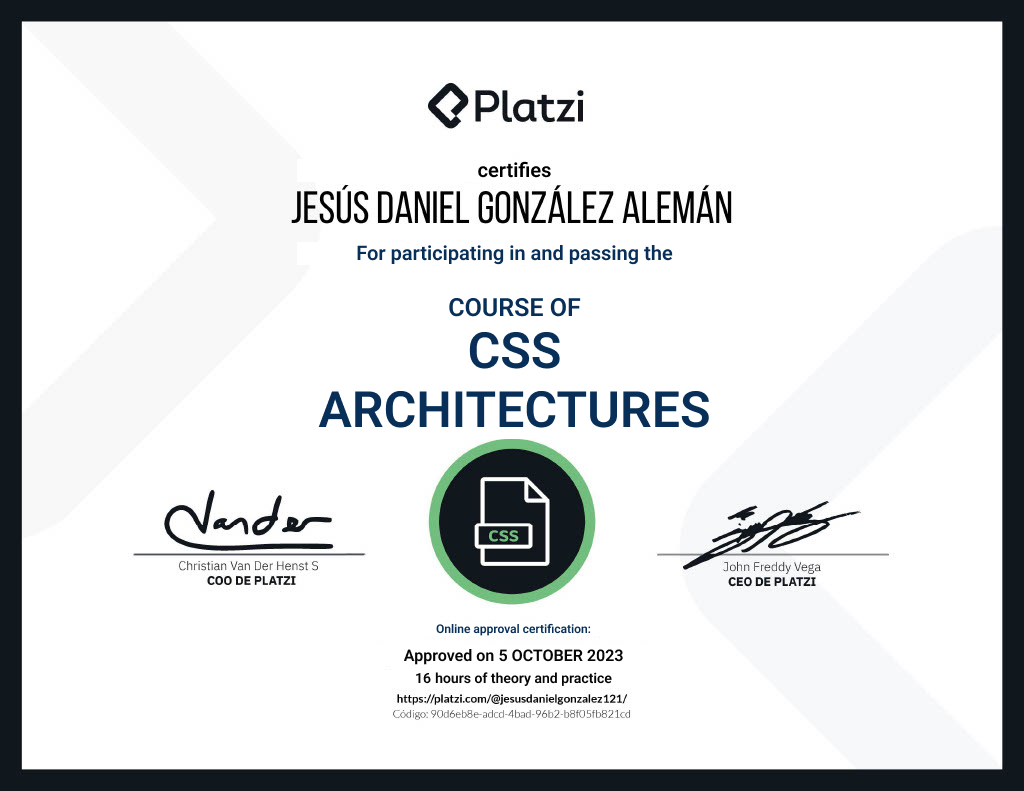 Platzi
certifies
JESÚS DANIEL GONZÁLEZ ALEMÁN
For participating in and passing the
COURSE OF
CSS
ARCHITECTURES
CSS
Vander
Christian Van Der Henst S
COO DE PLATZI
John Freddy Vega
CEO DE PLATZI
Online approval certification:
Approved on 5 OCTOBER 2023
16 hours of theory and practice
https://platzi.com/@jesusdanielgonzalez121/
Código: 90d6eb8e-adcd-4bad-96b2-b8f05fb821cd